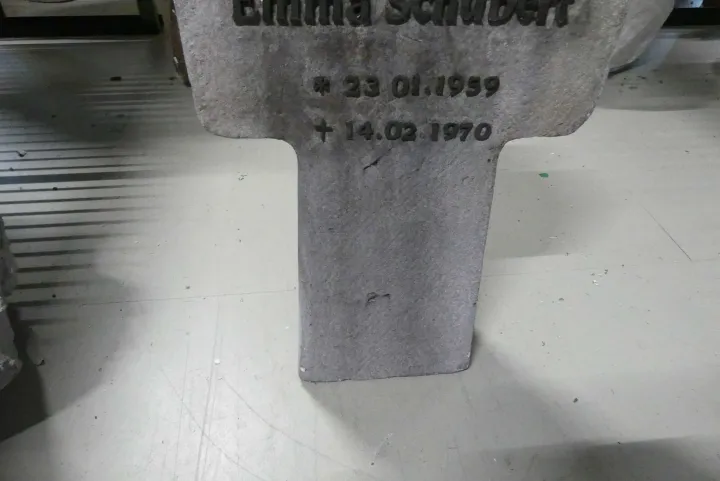 Emma Schubert
* 23 01.1959
† 14.02 1970